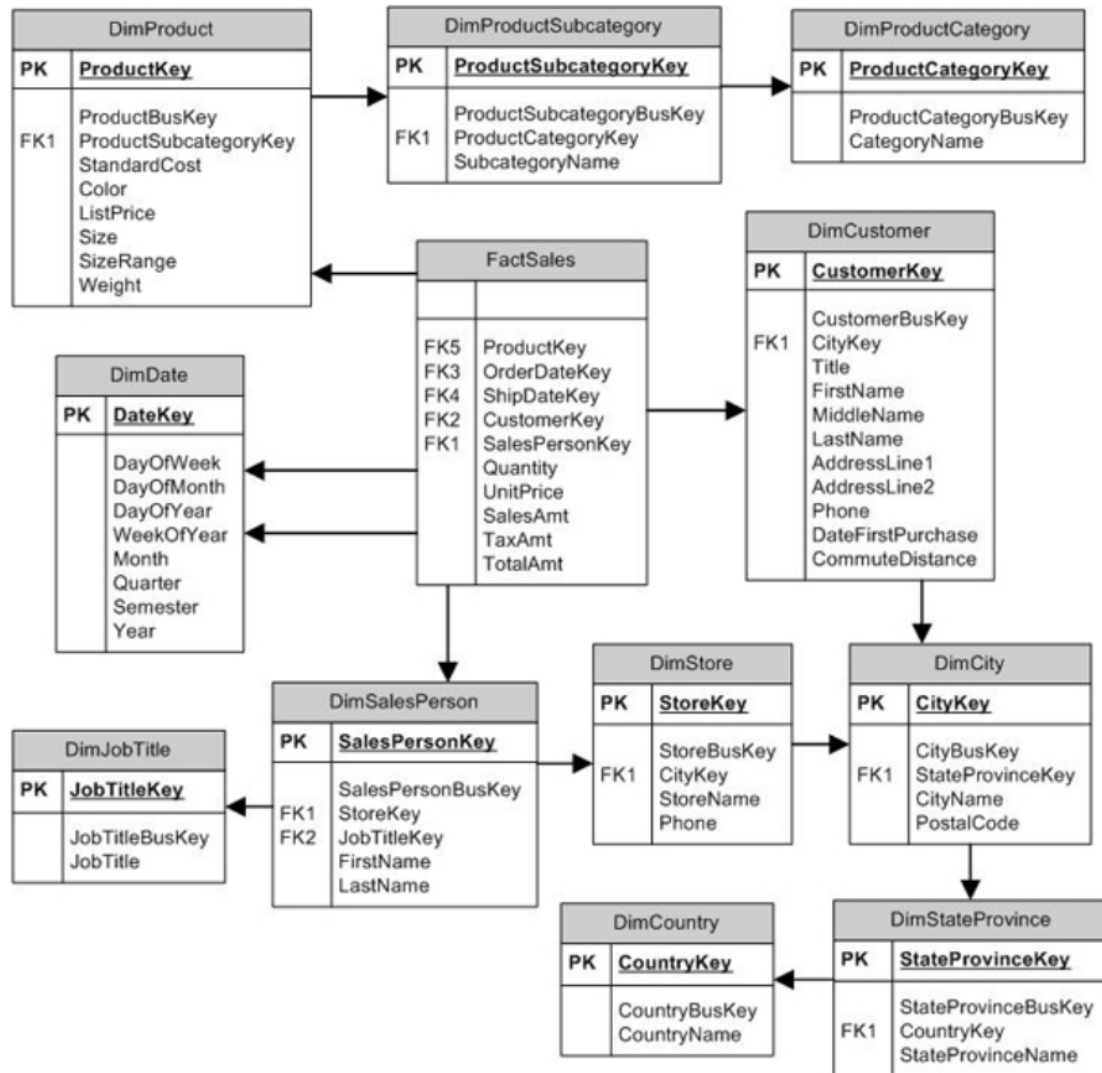 DimProduct
PK ProductKey
ProductBusKey
FK1 ProductSubcategoryKey
StandardCost
Color
ListPrice
Size
SizeRange
Weight
DimProductSubcategory
PK ProductSubcategoryKey
ProductSubcategoryBusKey
FK1 ProductCategoryKey
SubcategoryName
DimProductCategory
PK ProductCategoryKey
ProductCategoryBusKey
CategoryName
FactSales
FK5 ProductKey
FK3 OrderDateKey
FK4 ShipDateKey
FK2 CustomerKey
FK1 SalesPersonKey
Quantity
UnitPrice
SalesAmt
TaxAmt
TotalAmt
DimCustomer
PK CustomerKey
CustomerBusKey
FK1 CityKey
Title
FirstName
MiddleName
LastName
AddressLine1
AddressLine2
Phone
DateFirstPurchase
CommuteDistance
DimDate
PK DateKey
DayOfWeek
DayOfMonth
DayOfYear
WeekOfYear
Month
Quarter
Semester
Year
DimSalesPerson
PK SalesPersonKey
SalesPersonBusKey
FK1 StoreKey
FK2 JobTitleKey
FirstName
LastName
DimStore
PK StoreKey
StoreBusKey
FK1 CityKey
StoreName
Phone
DimCity
PK CityKey
CityBusKey
FK1 StateProvinceKey
CityName
PostalCode
DimJobTitle
PK JobTitleKey
JobTitleBusKey
JobTitle
DimCountry
PK CountryKey
CountryBusKey
CountryName
DimStateProvince
PK StateProvinceKey
StateProvinceBusKey
FK1 CountryKey
StateProvinceName